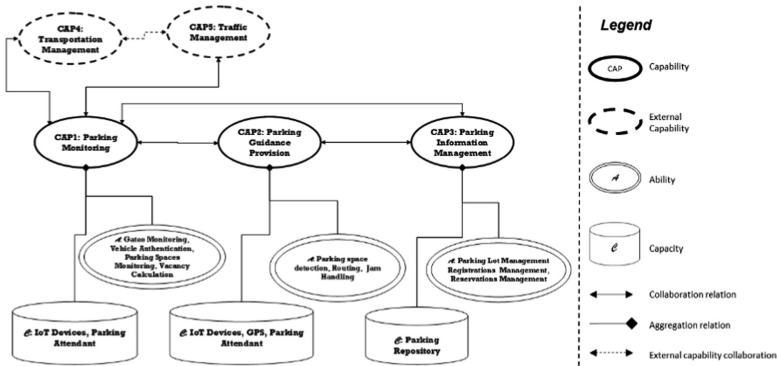 CAP4:
Transportation
Management
CAP5: Traffic
Management
CAP1: Parking
Monitoring
CAP2: Parking
Guidance
Provision
CAP3: Parking
Information
Management
A: Gates Monitoring,
Vehicle Authentication,
Parking Spaces
Monitoring, Vacancy
Calculation
A: Parking space
detection, Routing, Jam
Handling
A: Parking Lot Management
Registrations Management,
Reservations Management
C: IoT Devices, Parking
Attendant
C: IoT Devices, GPS, Parking
Attendant
C: Parking
Repository
Legend
CAP
Capability
External
Capability
A
Ability
C
Capacity
Collaboration relation
Aggregation relation
External capability collaboration